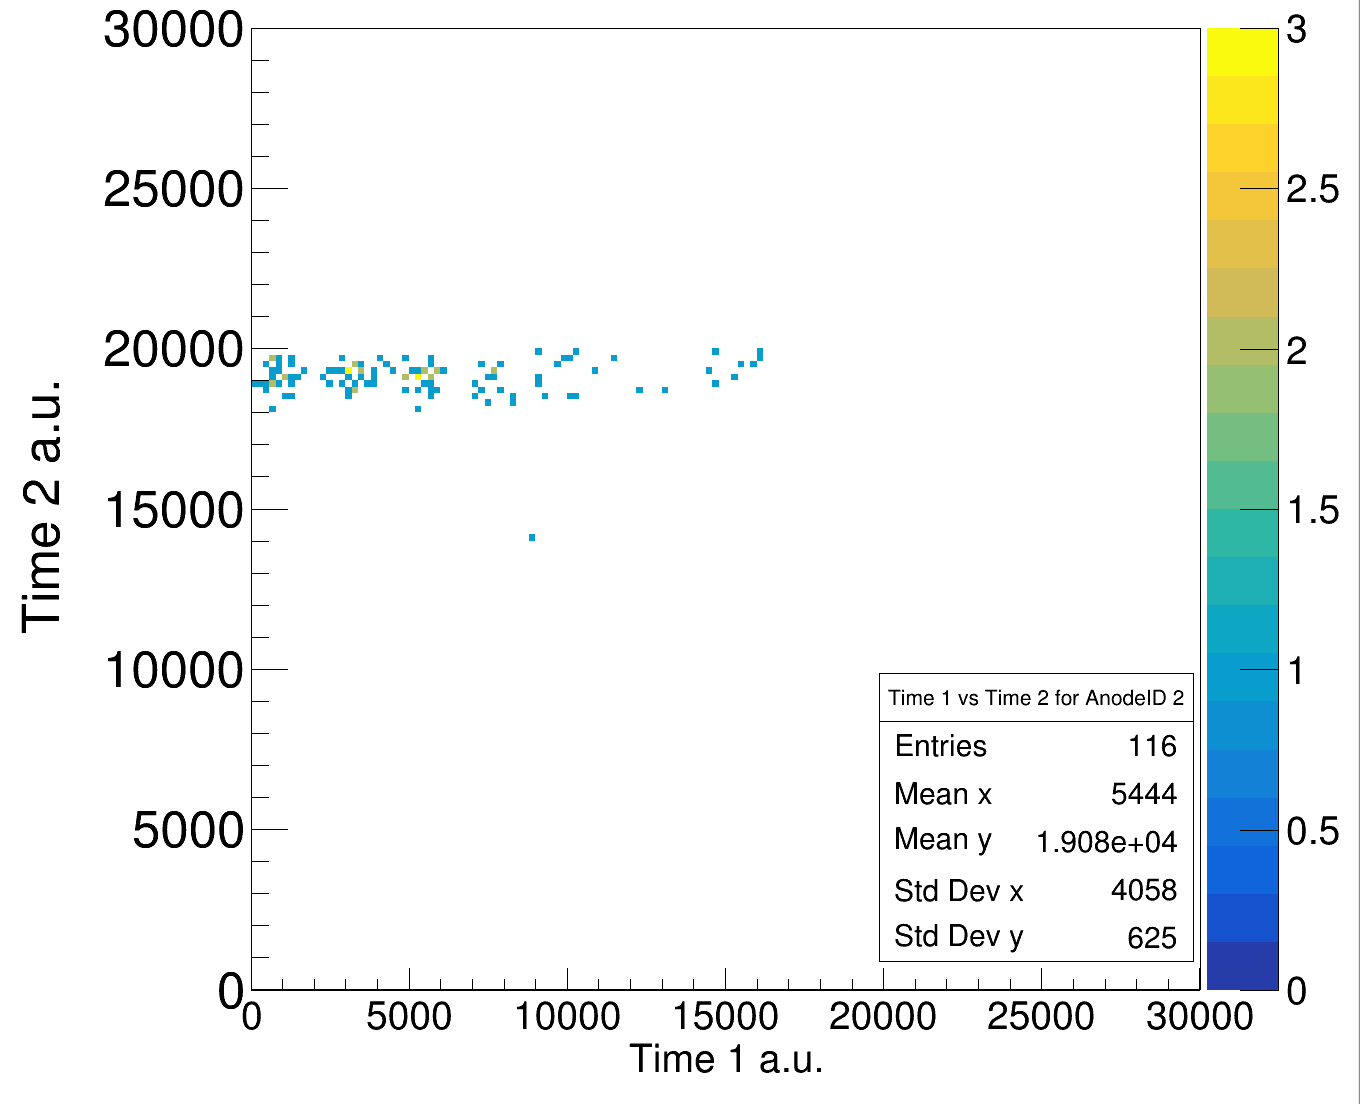 30000
25000
20000
15000
10000
5000
0
Time 2 a.u.
0 5000 10000 15000 20000 25000 30000
Time 1 a.u.
3
2.5
2
1.5
1
0.5
0
Time 1 vs Time 2 for AnodeID 2
Entries 116
Mean x 5444
Mean y 1.908e+04
Std Dev x 4058
Std Dev y 625